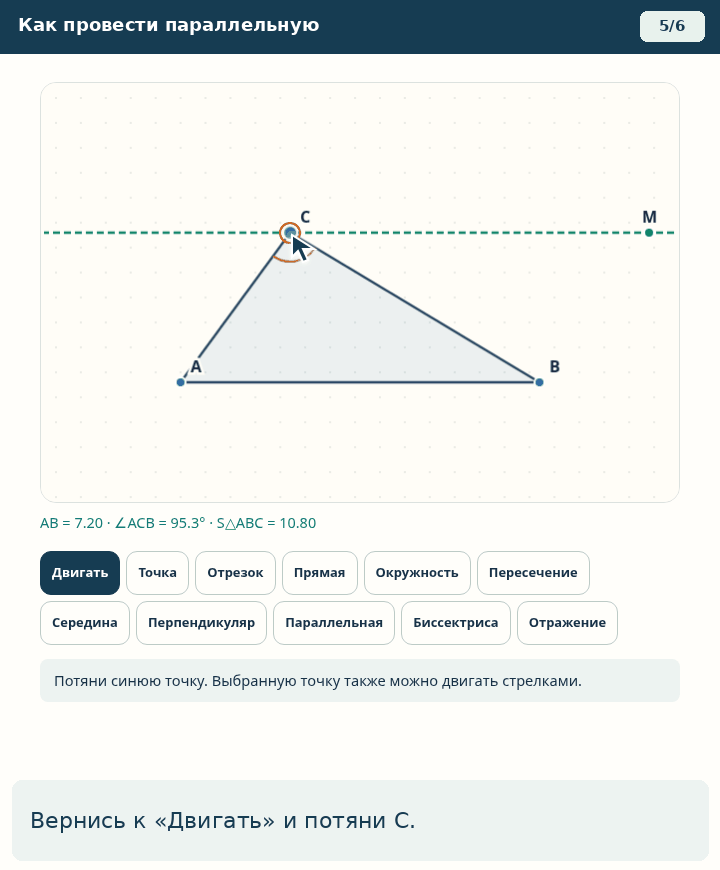 Как провести параллельную
5/6
C
M
A
B
AB = 7.20 · ∠ACB = 95.3° · S△ABC = 10.80
Двигать Точка Отрезок Прямая Окружность Пересечение
Середина Перпендикуляр Параллельная Биссектриса Отражение
Потяни синюю точку. Выбранную точку также можно двигать стрелками.
Вернись к «Двигать» и потяни C.